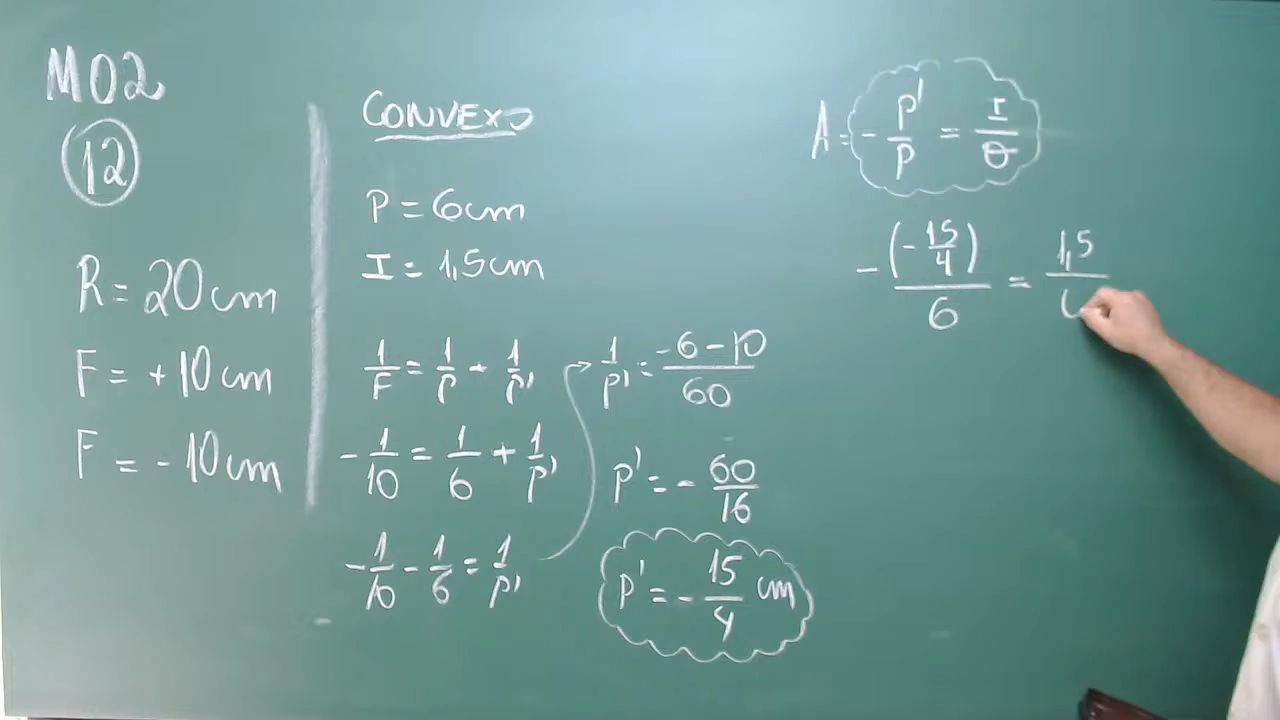 M02
12
R = 20 cm
F = +10 cm
F = -10 cm
CONVEXO
P = 6 cm
I = 1,5 cm
1/F = 1/P - 1/P'
-1/10 = 1/6 + 1/P'
-1/10 - 1/6 = 1/P'
1/P' = -6-10/60
P' = -60/16
P' = -15/4 cm
A = -P'/P = I/O
-(-15/4)/6 = 1,5/